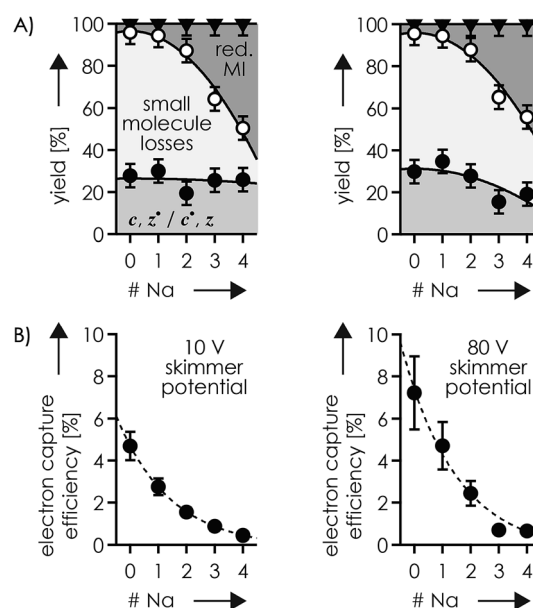 A)
yield [%]
100
80
60
40
20
0
red.
MI
small
molecule
losses
c, z• / c•, z
0 1 2 3 4
# Na
yield [%]
100
80
60
40
20
0
0 1 2 3 4
# Na
B)
electron capture
efficiency [%]
10
8
6
4
2
0
10 V
skimmer
potential
0 1 2 3 4
# Na
electron capture
efficiency [%]
10
8
6
4
2
0
80 V
skimmer
potential
0 1 2 3 4
# Na